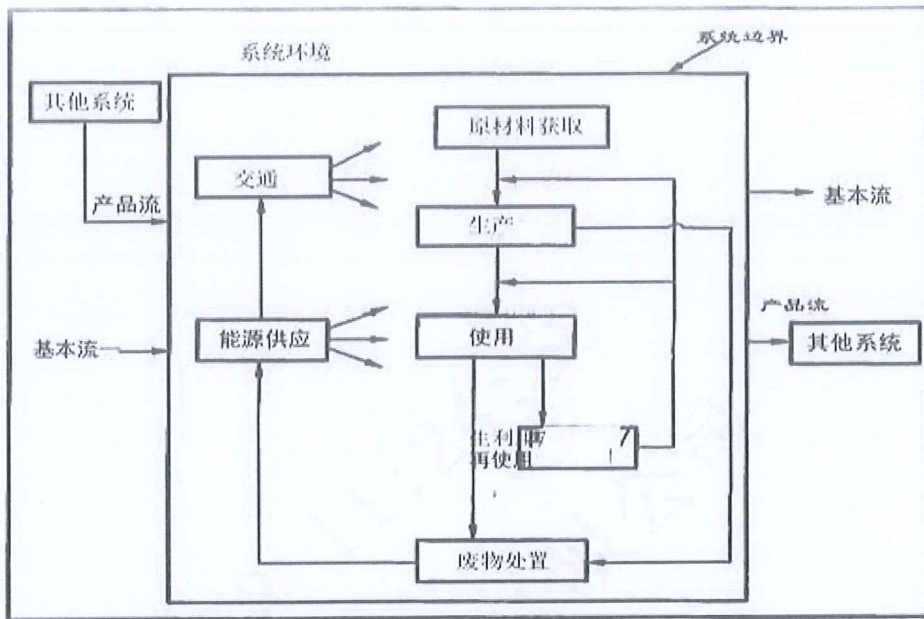 系统环境
系统边界
其他系统
原材料获取
交通
产品流
基本流
生产
产品流
能源供应
使用
基本流
其他系统
再使用
废物处置